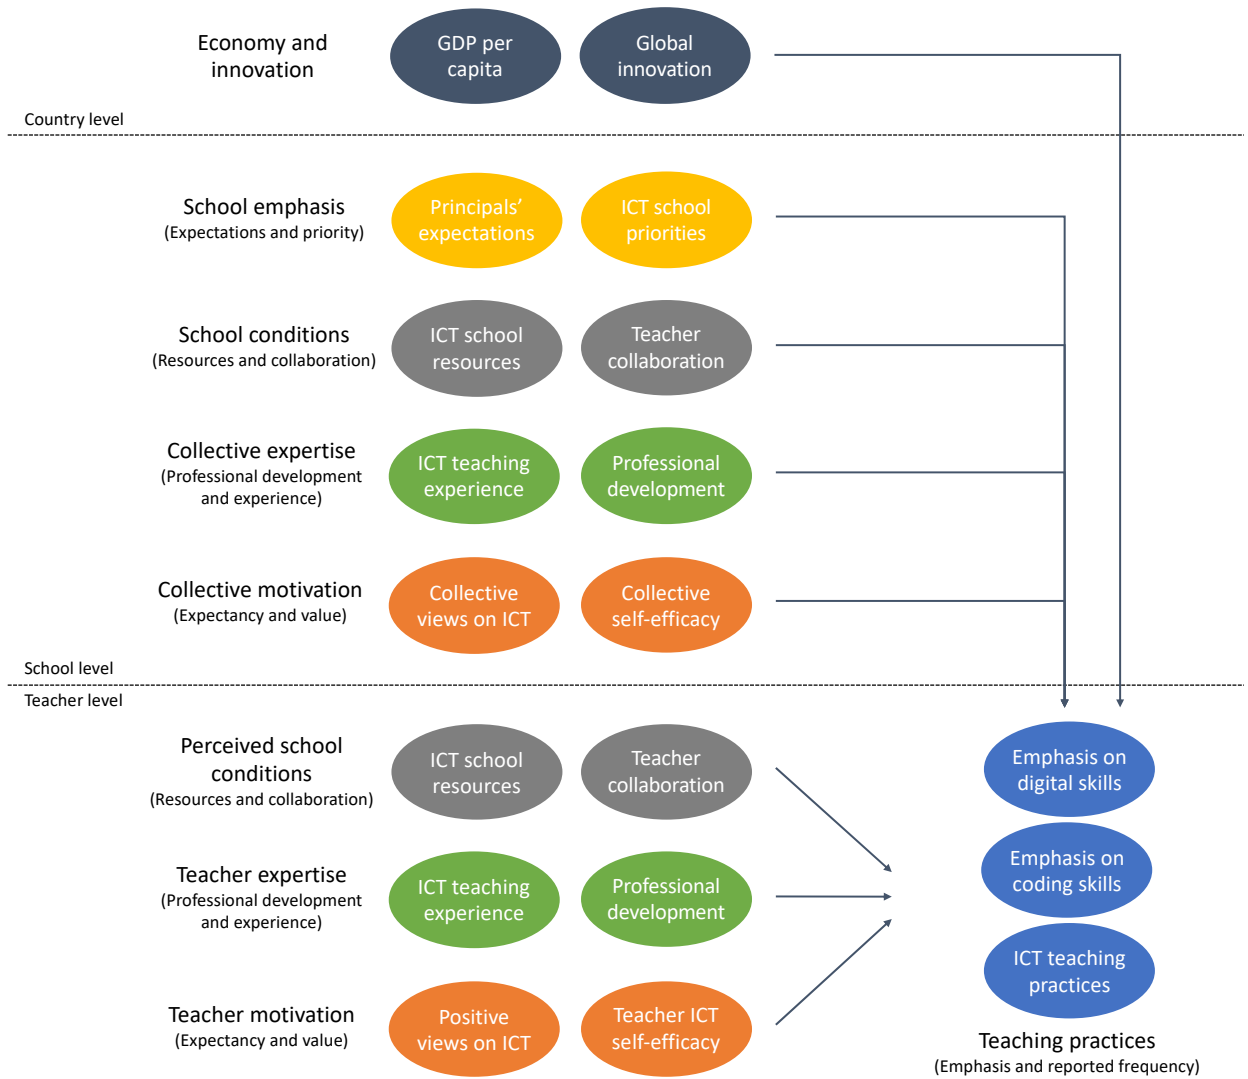 Economy and
innovation
GDP per
capita
Global
innovation
Country level
School emphasis
(Expectations and priority)
Principals’
expectations
ICT school
priorities
School conditions
(Resources and collaboration)
ICT school
resources
Teacher
collaboration
Collective expertise
(Professional development
and experience)
ICT teaching
experience
Professional
development
Collective motivation
(Expectancy and value)
Collective
views on ICT
Collective
self-efficacy
School level
Teacher level
Perceived school
conditions
(Resources and collaboration)
ICT school
resources
Teacher
collaboration
Teacher expertise
(Professional development
and experience)
ICT teaching
experience
Professional
development
Teacher motivation
(Expectancy and value)
Positive
views on ICT
Teacher ICT
self-efficacy
Emphasis on
digital skills
Emphasis on
coding skills
ICT teaching
practices
Teaching practices
(Emphasis and reported frequency)